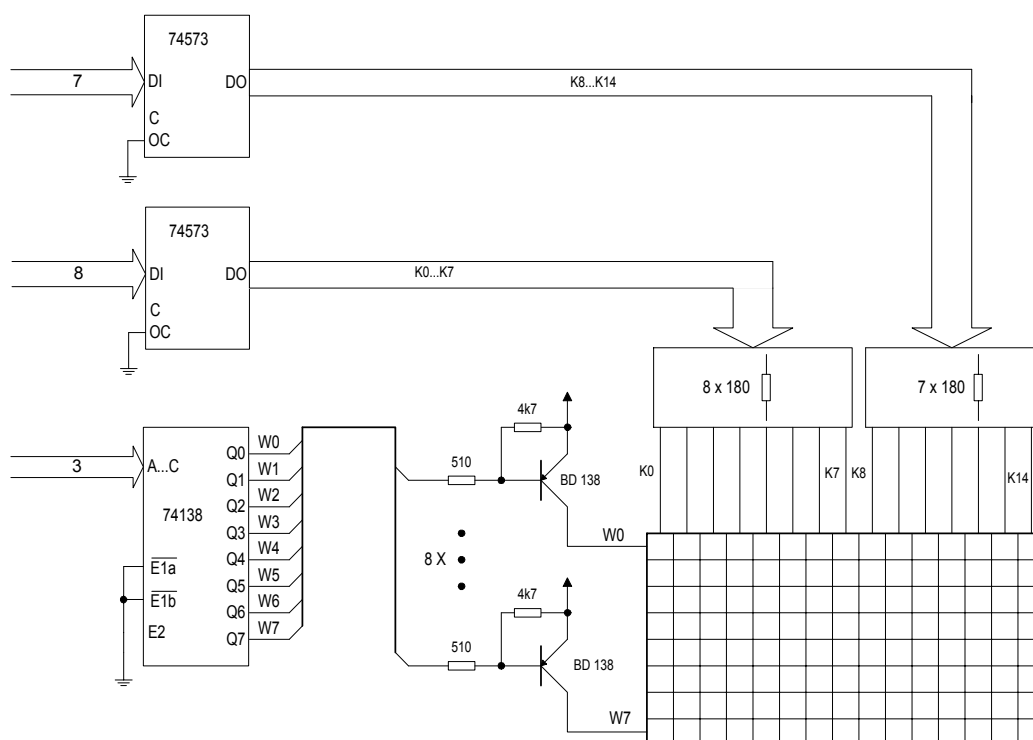 74573
7
DI
DO
K8...K14
C
OC
74573
8
DI
DO
K0...K7
C
OC
8 x 180
7 x 180
4k7
3
A...C
Q0
W0
510
BD 138
K0
K7
K8
K14
Q1
W1
74138
Q2
W2
Q3
W3
W0
Q4
W4
8 X
E1a
Q5
W5
E1b
Q6
W6
4k7
E2
Q7
W7
510
BD 138
W7